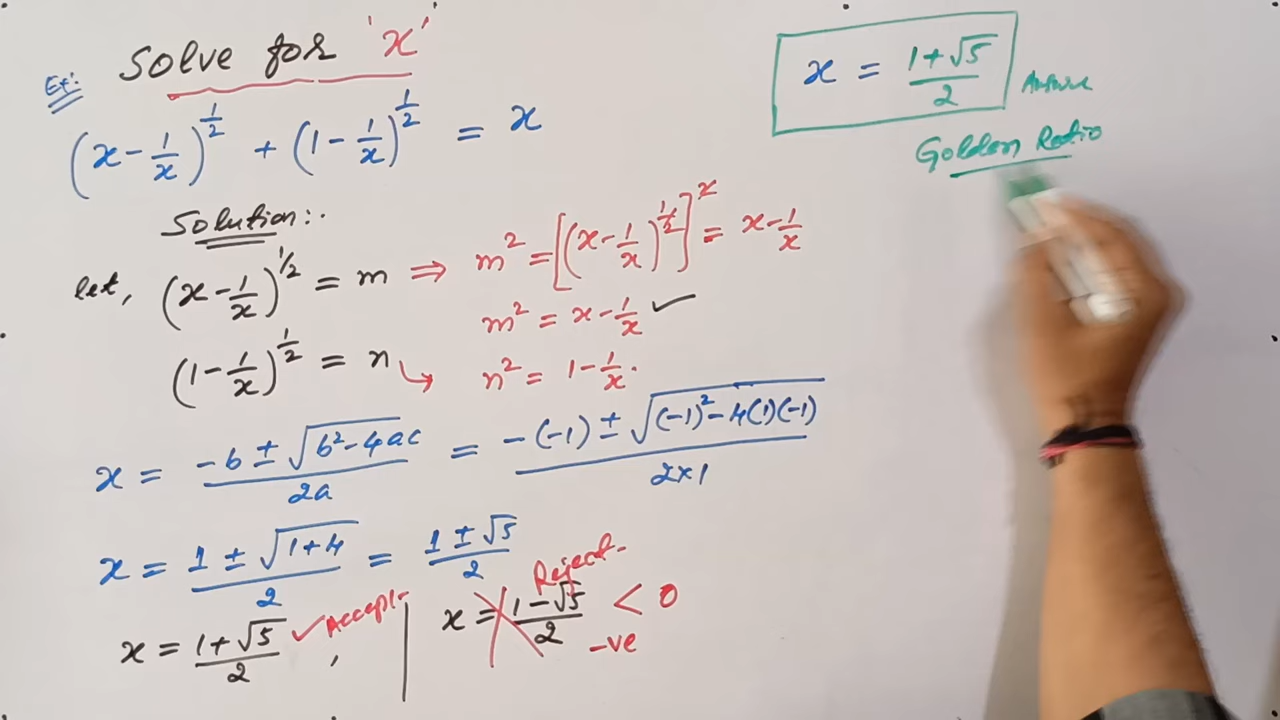 Solve for 'x'
Ex:
(x - 1/x)^1/2 + (1 - 1/x)^1/2 = x
Solution:.
let, (x - 1/x)^1/2 = m ⇒ m² = [(x - 1/x)^1/2]² = x - 1/x
m² = x - 1/x ✓
(1 - 1/x)^1/2 = n ↳ n² = 1 - 1/x.
x = (-b ± √(b² - 4ac))/2a = (-(-1) ± √((-1)² - 4(1)(-1)))/2×1
x = (1 ± √(1+4))/2 = (1 ± √5)/2
x = (1 + √5)/2 ✓ Accept- ,
Reject-
x = (1 - √5)/2 < 0
-ve
x = (1 + √5)/2
Answer
Golden Ratio